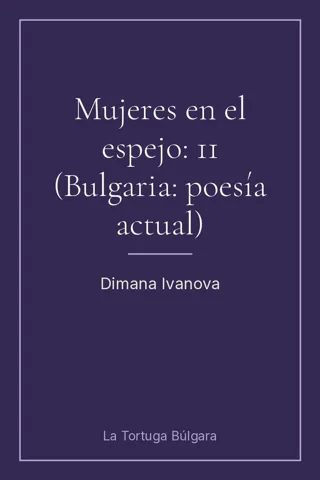 Mujeres en el
espejo: 11
(Bulgaria: poesía
actual)
Dimana Ivanova
La Tortuga Búlgara